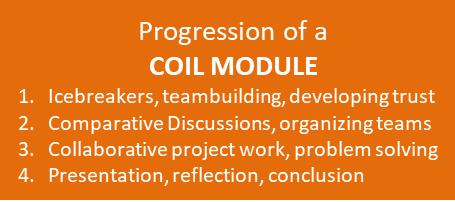 Progression of a
COIL MODULE
1. Icebreakers, teambuilding, developing trust
2. Comparative Discussions, organizing teams
3. Collaborative project work, problem solving
4. Presentation, reflection, conclusion